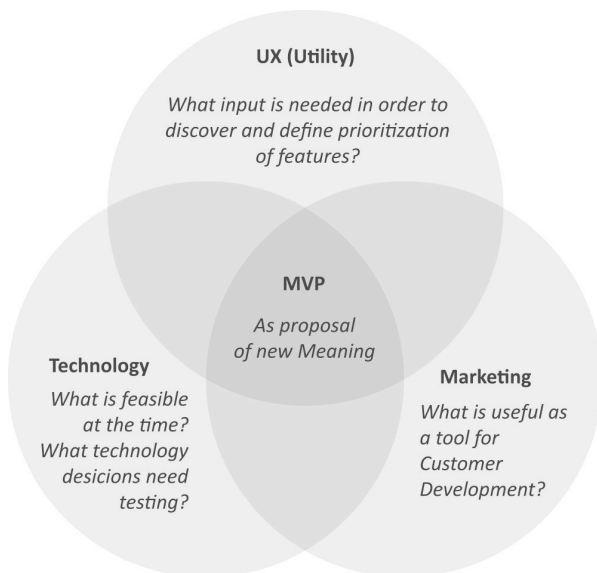 UX (Utility)
What input is needed in order to
discover and define prioritization
of features?
MVP
As proposal
of new Meaning
Technology
What is feasible
at the time?
What technology
desicions need
testing?
Marketing
What is useful as
a tool for
Customer
Development?